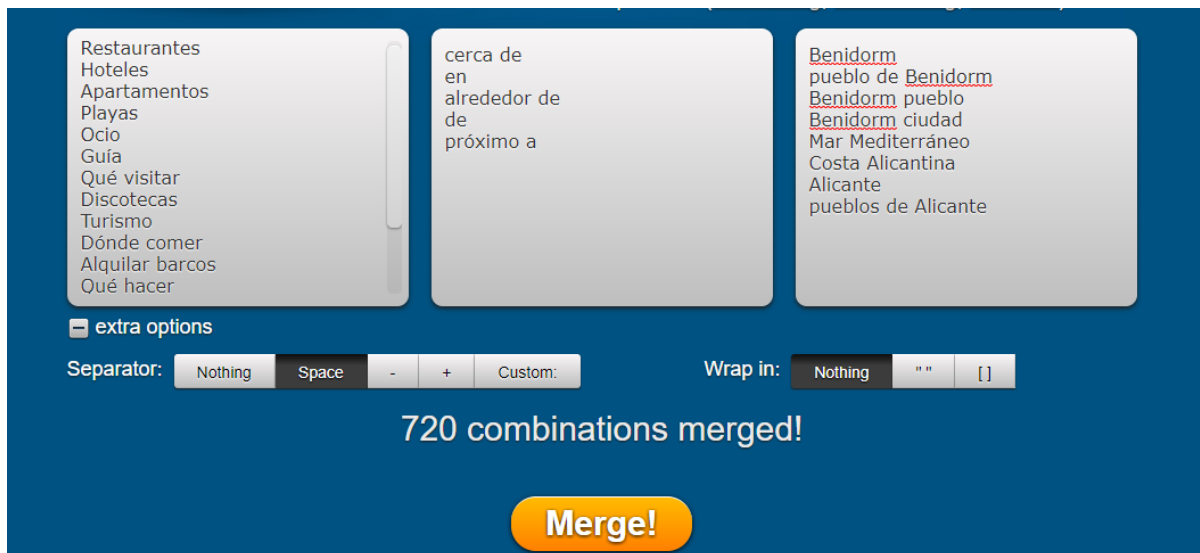 Restaurantes
Hoteles
Apartamentos
Playas
Ocio
Guía
Qué visitar
Discotecas
Turismo
Dónde comer
Alquilar barcos
Qué hacer
cerca de
en
alrededor de
de
próximo a
Benidorm
pueblo de Benidorm
Benidorm pueblo
Benidorm ciudad
Mar Mediterráneo
Costa Alicantina
Alicante
pueblos de Alicante
extra options
Separator: Nothing Space - + Custom:
Wrap in: Nothing " " [ ]
720 combinations merged!
Merge!